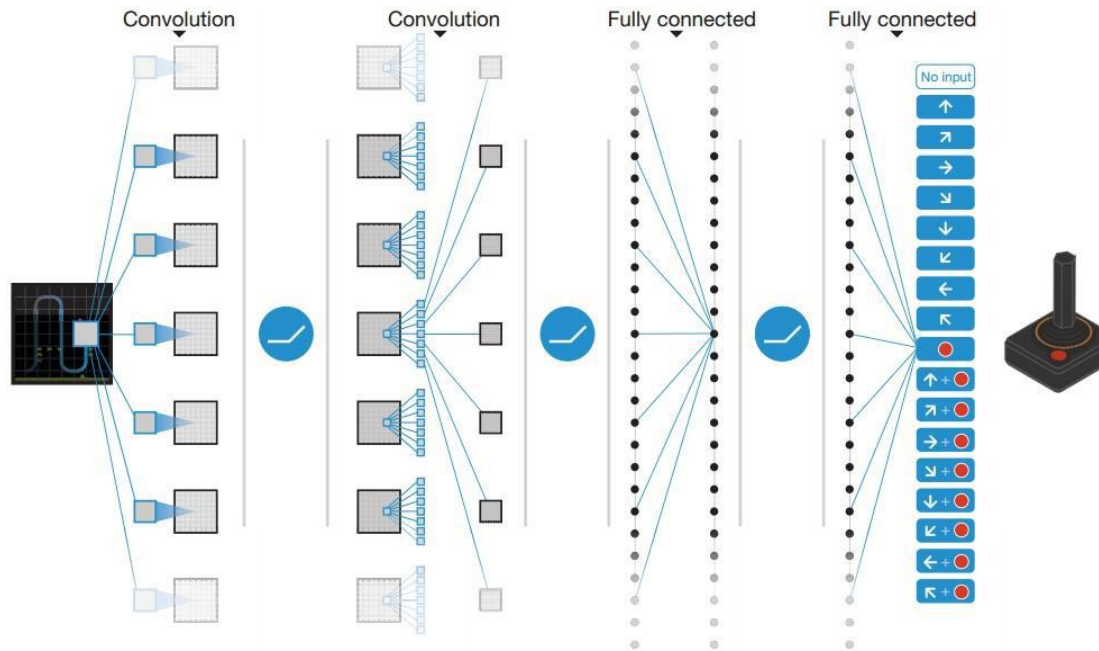 Convolution
Convolution
Fully connected
Fully connected
No input
+
+
+
+
+
+
+
+